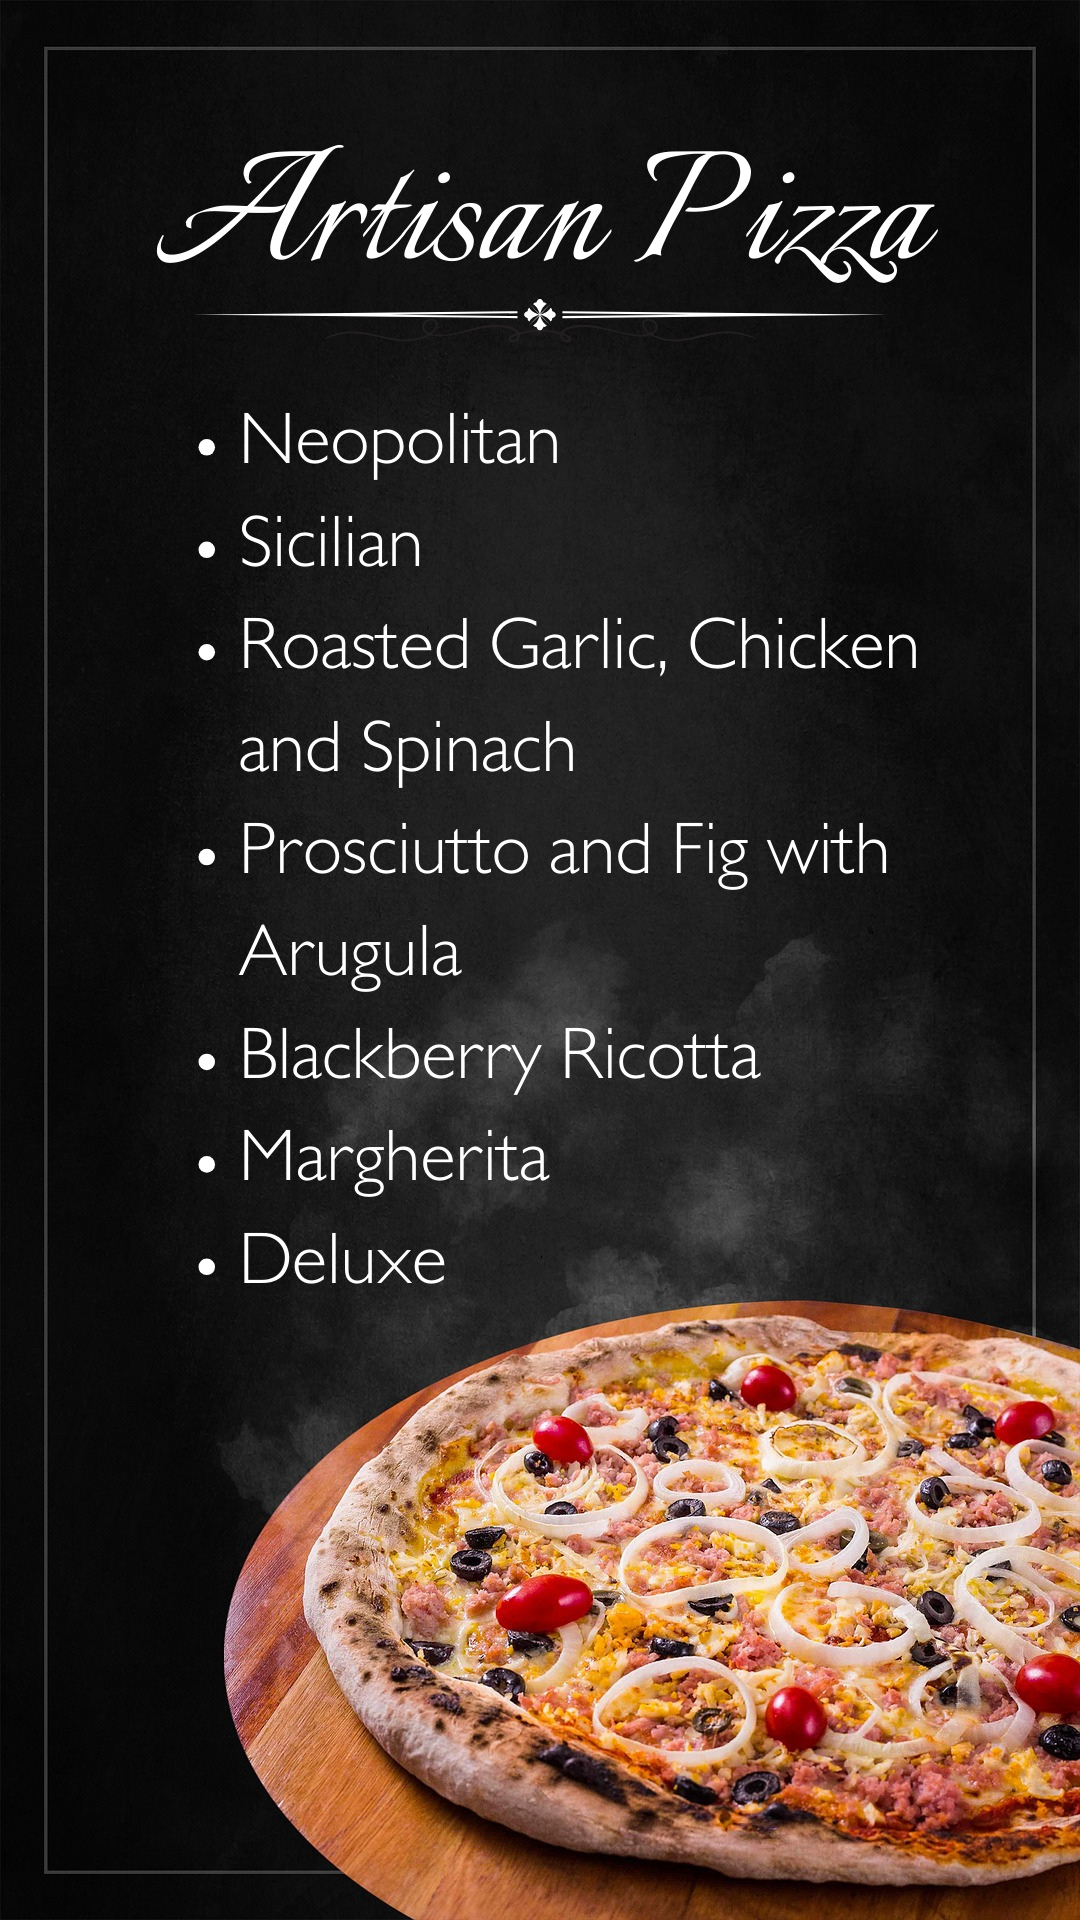 Artisan Pizza
• Neopolitan
• Sicilian
• Roasted Garlic, Chicken
and Spinach
• Prosciutto and Fig with
Arugula
• Blackberry Ricotta
• Margherita
• Deluxe